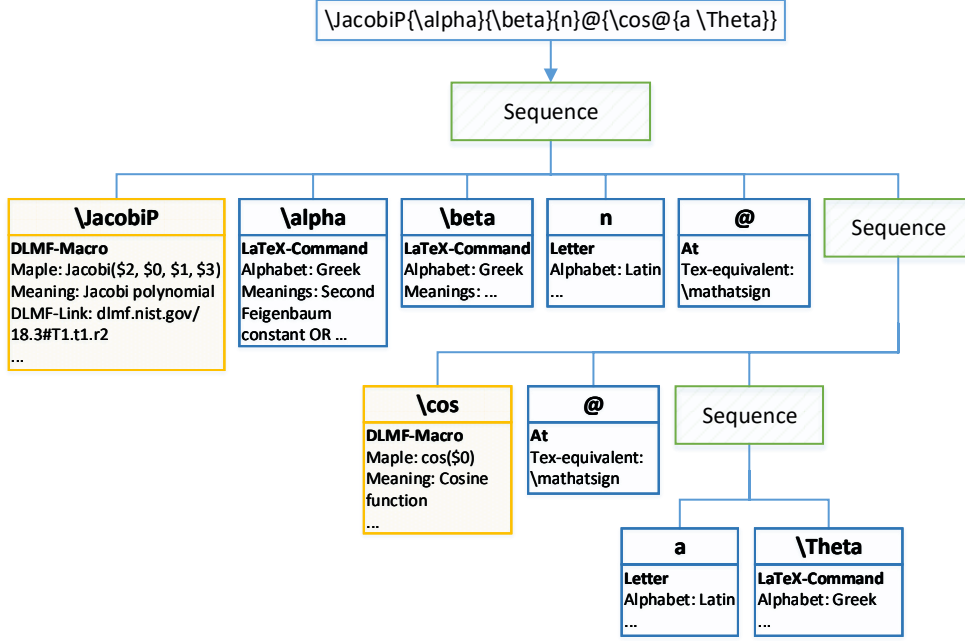 \JacobiP{\alpha}{\beta}{n}@{\cos@{a \Theta}}
Sequence
\JacobiP
DLMF-Macro
Maple: Jacobi($2, $0, $1, $3)
Meaning: Jacobi polynomial
DLMF-Link: dlmf.nist.gov/
18.3#T1.t1.r2
...
\alpha
LaTeX-Command
Alphabet: Greek
Meanings: Second
Feigenbaum
constant OR ...
\beta
LaTeX-Command
Alphabet: Greek
Meanings: ...
n
Letter
Alphabet: Latin
...
@
At
Tex-equivalent:
\mathatsign
Sequence
\cos
DLMF-Macro
Maple: cos($0)
Meaning: Cosine
function
...
@
At
Tex-equivalent:
\mathatsign
Sequence
a
Letter
Alphabet: Latin
...
\Theta
LaTeX-Command
Alphabet: Greek
...